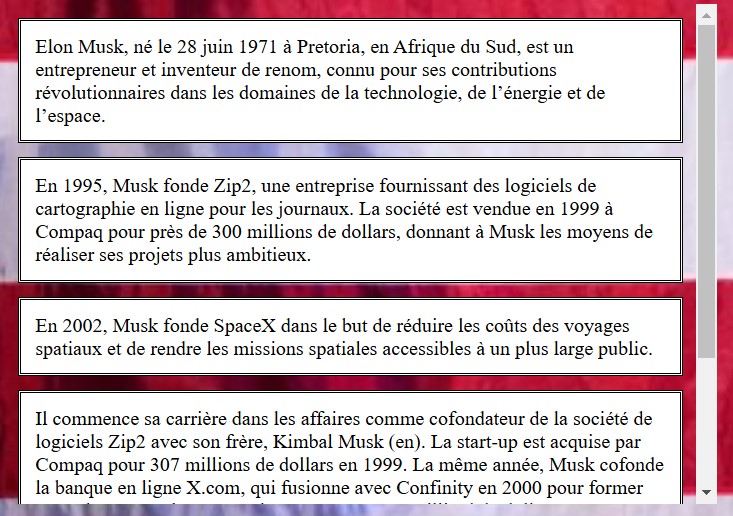 Elon Musk, né le 28 juin 1971 à Pretoria, en Afrique du Sud, est un
entrepreneur et inventeur de renom, connu pour ses contributions
révolutionnaires dans les domaines de la technologie, de l’énergie et de
l’espace.
En 1995, Musk fonde Zip2, une entreprise fournissant des logiciels de
cartographie en ligne pour les journaux. La société est vendue en 1999 à
Compaq pour près de 300 millions de dollars, donnant à Musk les moyens de
réaliser ses projets plus ambitieux.
En 2002, Musk fonde SpaceX dans le but de réduire les coûts des voyages
spatiaux et de rendre les missions spatiales accessibles à un plus large public.
Il commence sa carrière dans les affaires comme cofondateur de la société de
logiciels Zip2 avec son frère, Kimbal Musk (en). La start-up est acquise par
Compaq pour 307 millions de dollars en 1999. La même année, Musk cofonde
la banque en ligne X.com, qui fusionne avec Confinity en 2000 pour former